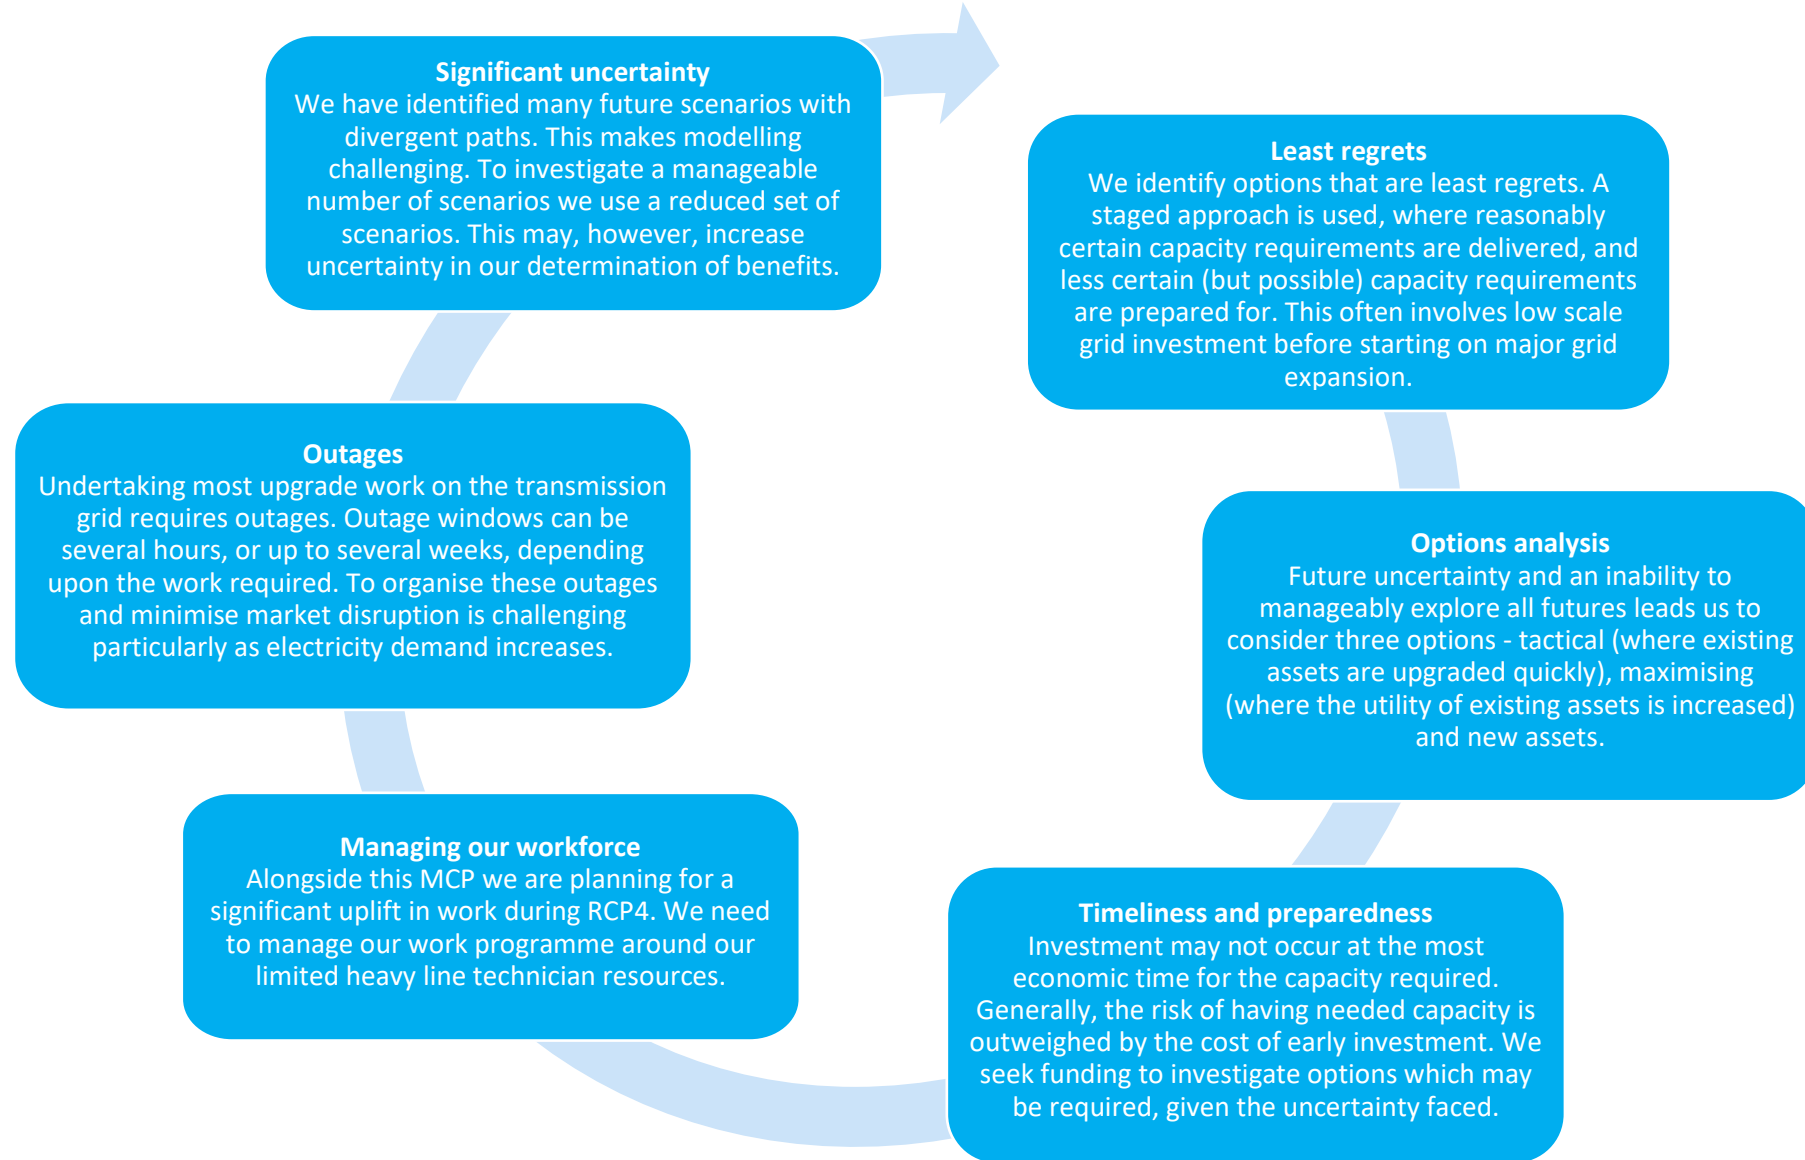 Significant uncertainty
We have identified many future scenarios with
divergent paths. This makes modelling
challenging. To investigate a manageable
number of scenarios we use a reduced set of
scenarios. This may, however, increase
uncertainty in our determination of benefits.
Least regrets
We identify options that are least regrets. A
staged approach is used, where reasonably
certain capacity requirements are delivered, and
less certain (but possible) capacity requirements
are prepared for. This often involves low scale
grid investment before starting on major grid
expansion.
Outages
Undertaking most upgrade work on the transmission
grid requires outages. Outage windows can be
several hours, or up to several weeks, depending
upon the work required. To organise these outages
and minimise market disruption is challenging
particularly as electricity demand increases.
Options analysis
Future uncertainty and an inability to
manageably explore all futures leads us to
consider three options - tactical (where existing
assets are upgraded quickly), maximising
(where the utility of existing assets is increased)
and new assets.
Managing our workforce
Alongside this MCP we are planning for a
significant uplift in work during RCP4. We need
to manage our work programme around our
limited heavy line technician resources.
Timeliness and preparedness
Investment may not occur at the most
economic time for the capacity required.
Generally, the risk of having needed capacity is
outweighed by the cost of early investment. We
seek funding to investigate options which may
be required, given the uncertainty faced.